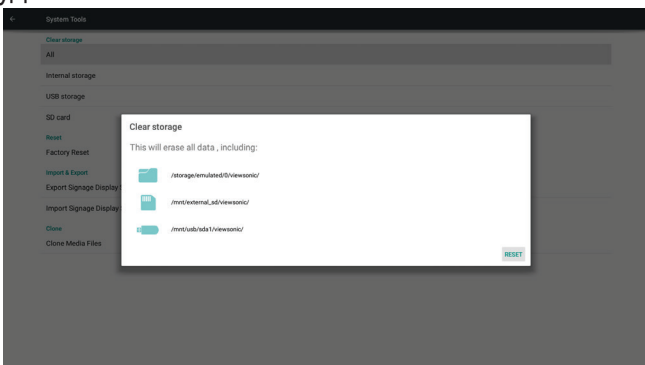 System Tools
Clear storage
All
Internal storage
USB storage
SD card
Reset
Factory Reset
Import & Export
Export Signage Display
Import Signage Display
Clone
Clone Media Files
Clear storage
This will erase all data , including:
/storage/emulated/0/viewsonic/
/mnt/external_sd/viewsonic/
/mnt/usb/sda1/viewsonic/
RESET